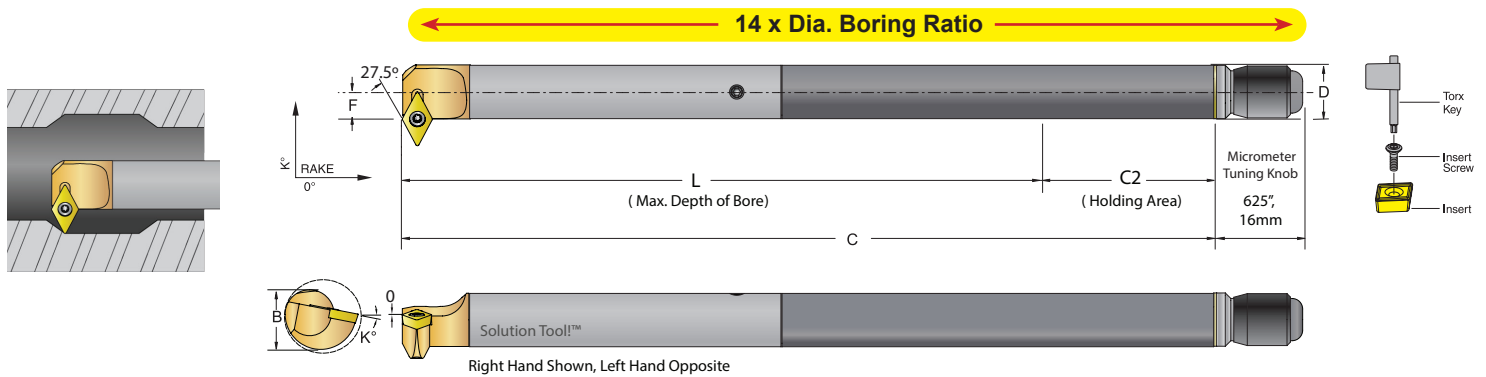 14 x Dia. Boring Ratio
27.5º
F
D
K°
RAKE
0°
L
( Max. Depth of Bore)
C2
( Holding Area)
Micrometer
Tuning Knob
625”,
16mm
C
Torx
Key
Insert
Screw
Insert
B
K°
0
Solution Tool!™
Right Hand Shown, Left Hand Opposite